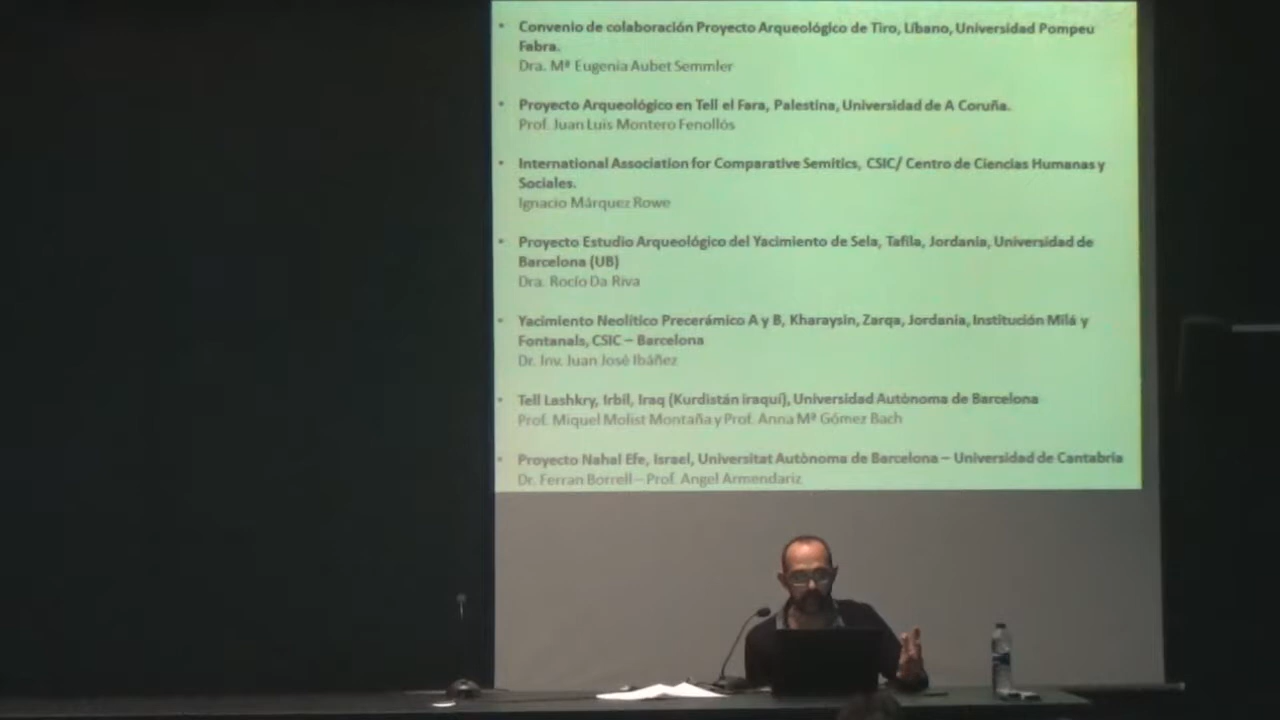 • Convenio de colaboración Proyecto Arqueológico de Tiro, Líbano, Universidad Pompeu
Fabra.
Dra. Mª Eugenia Aubet Semmler
• Proyecto Arqueológico en Tell el Fara, Palestina, Universidad de A Coruña.
Prof. Juan Luis Montero Fenollós
• International Association for Comparative Semitics, CSIC/ Centro de Ciencias Humanas y
Sociales.
Ignacio Márquez Rowe
• Proyecto Estudio Arqueológico del Yacimiento de Sela, Tafila, Jordania, Universidad de
Barcelona (UB)
Dra. Rocío Da Riva
• Yacimiento Neolítico Precerámico A y B, Kharaysin, Zarqa, Jordania, Institución Milá y
Fontanals, CSIC – Barcelona
Dr. Inv. Juan José Ibáñez
• Tell Lashkry, Irbil, Iraq (Kurdistán iraquí), Universidad Autònoma de Barcelona
Prof. Miquel Molist Montaña y Prof. Anna Mª Gómez Bach
• Proyecto Nahal Efe, Israel, Universitat Autònoma de Barcelona – Universidad de Cantabria
Dr. Ferran Borrell – Prof. Angel Armendariz